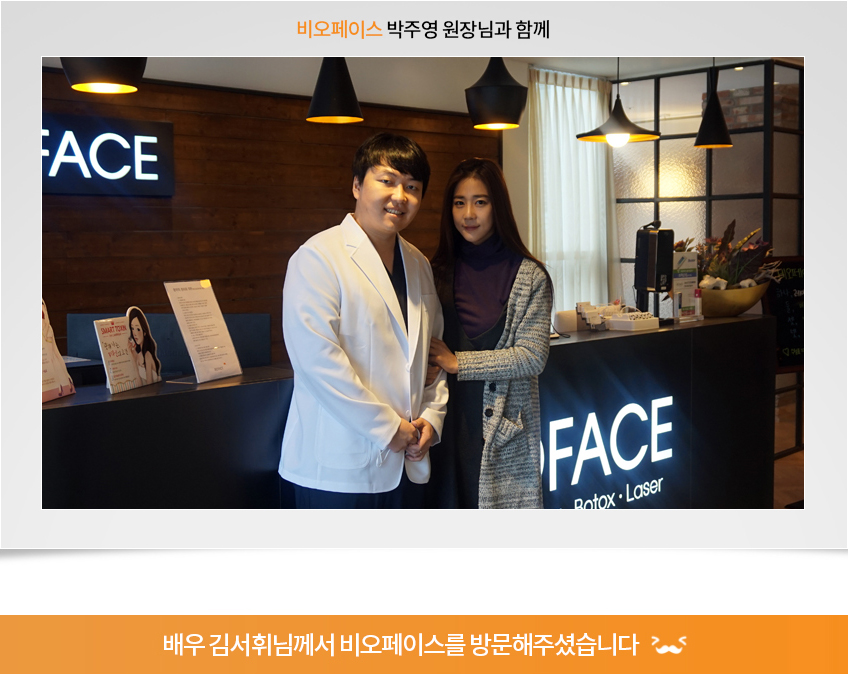 비오페이스 박주영 원장님과 함께
FACE
SMART TOWN
FACE
Botox · Laser
배우 김서휘님께서 비오페이스를 방문해주셨습니다